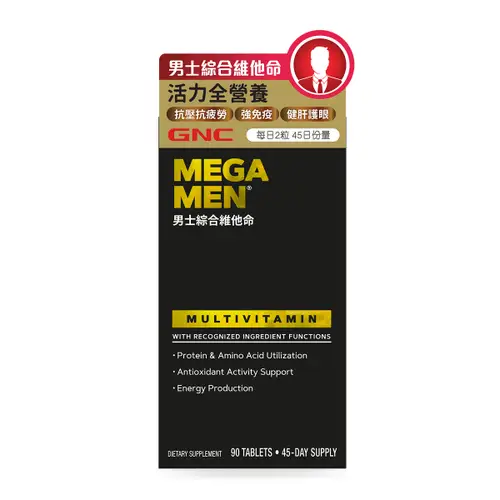 男士綜合維他命
活力全營養
抗壓抗疲勞 強免疫 健肝護眼
GNC 每日2粒 45日份量
MEGA
MEN®
男士綜合維他命
MULTIVITAMIN
WITH RECOGNIZED INGREDIENT FUNCTIONS
• Protein & Amino Acid Utilization
• Antioxidant Activity Support
• Energy Production
DIETARY SUPPLEMENT 90 TABLETS • 45-DAY SUPPLY